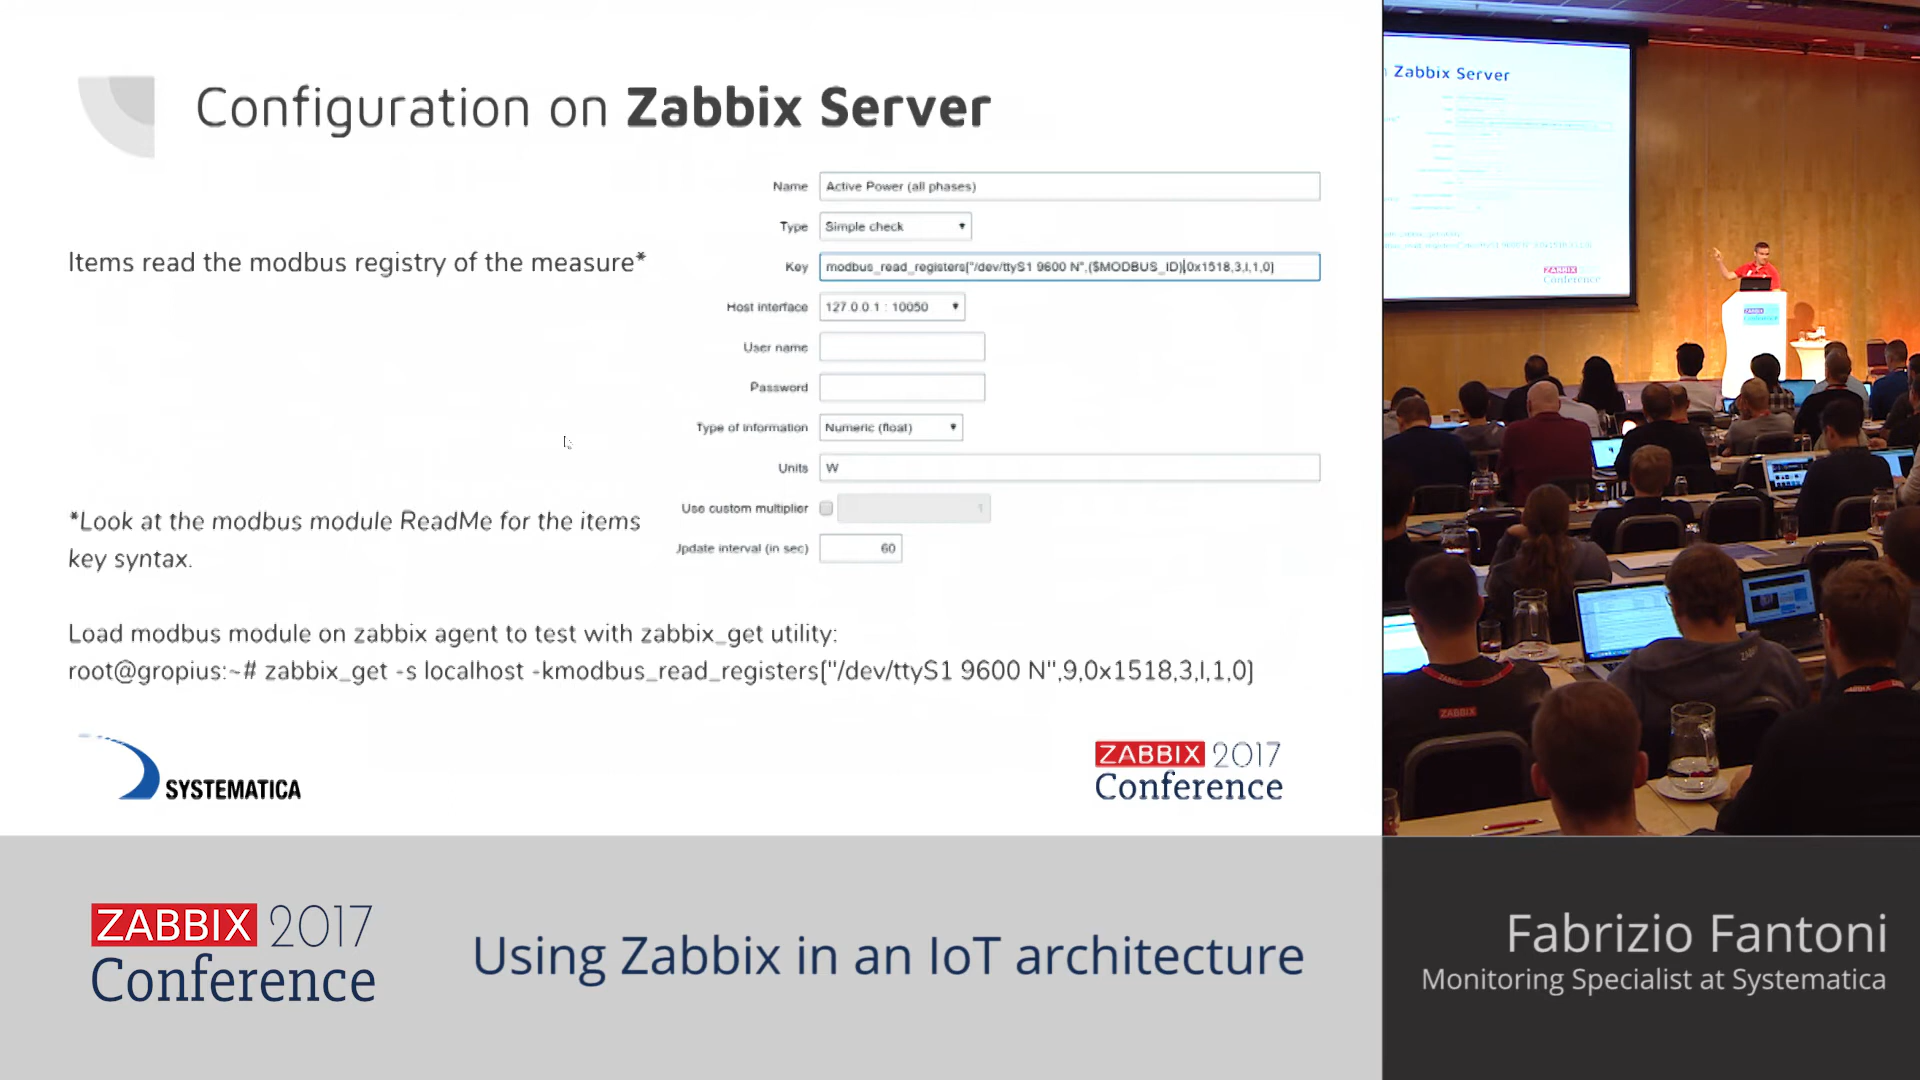 Configuration on Zabbix Server
Items read the modbus registry of the measure*
Name Active Power (all phases)
Type Simple check
Key modbus_read_registers["/dev/ttyS1 9600 N",{$MODBUS_ID},0x1518,3,l,1,0]
Host interface 127.0.0.1 : 10050
User name
Password
Type of information Numeric (float)
Units W
Use custom multiplier 1
Update interval (in sec) 60
*Look at the modbus module ReadMe for the items
key syntax.
Load modbus module on zabbix agent to test with zabbix_get utility:
root@gropius:~# zabbix_get -s localhost -kmodbus_read_registers["/dev/ttyS1 9600 N",9,0x1518,3,l,1,0]
SYSTEMATICA
ZABBIX 2017
Conference
Zabbix Server
ZABBIX
Conference
ZABBIX
ZABBIX 2017
Conference
Using Zabbix in an IoT architecture
Fabrizio Fantoni
Monitoring Specialist at Systematica